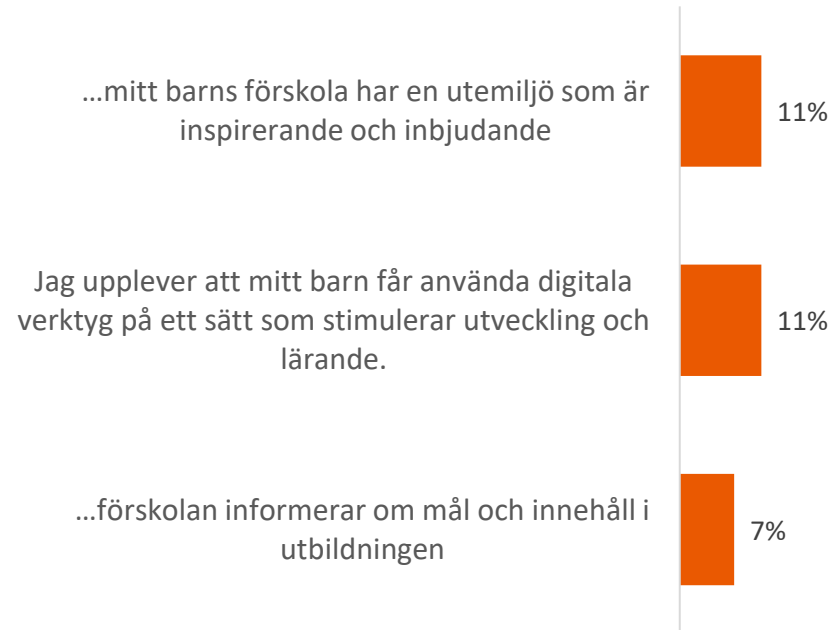 ...mitt barns förskola har en utemiljö som är
inspirerande och inbjudande
11%
Jag upplever att mitt barn får använda digitala
verktyg på ett sätt som stimulerar utveckling och
lärande.
11%
...förskolan informerar om mål och innehåll i
utbildningen
7%